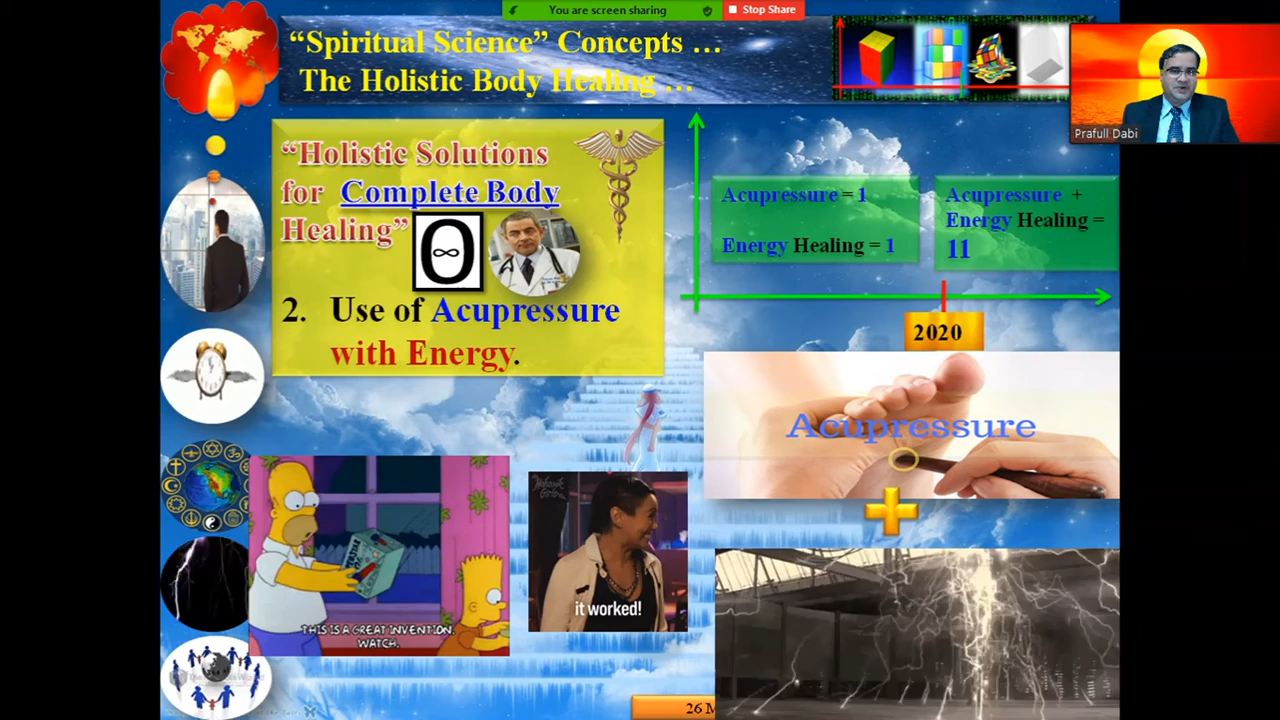 You are screen sharing
Stop Share
“Spiritual Science” Concepts …
The Holistic Body Healing …
Prafull Dabi
“Holistic Solutions
for Complete Body
Healing”
2. Use of Acupressure
with Energy.
Acupressure = 1
Energy Healing = 1
Acupressure +
Energy Healing =
11
2020
Acupressure
THIS IS A GREAT INVENTION.
WATCH.
it worked!
26 M